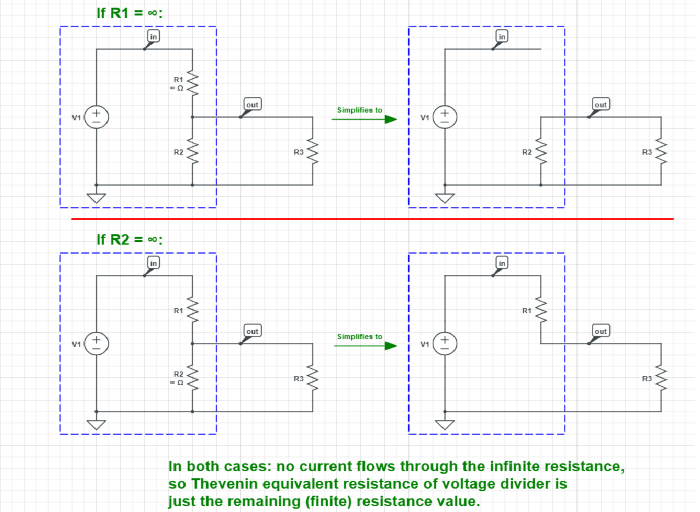 If R1 = ∞:
in
R1
∞ Ω
out
V1
R2
R3
Simplifies to
in
out
V1
R2
R3
If R2 = ∞:
in
R1
out
V1
R2
∞ Ω
R3
Simplifies to
in
R1
out
V1
R3
In both cases: no current flows through the infinite resistance,
so Thevenin equivalent resistance of voltage divider is
just the remaining (finite) resistance value.